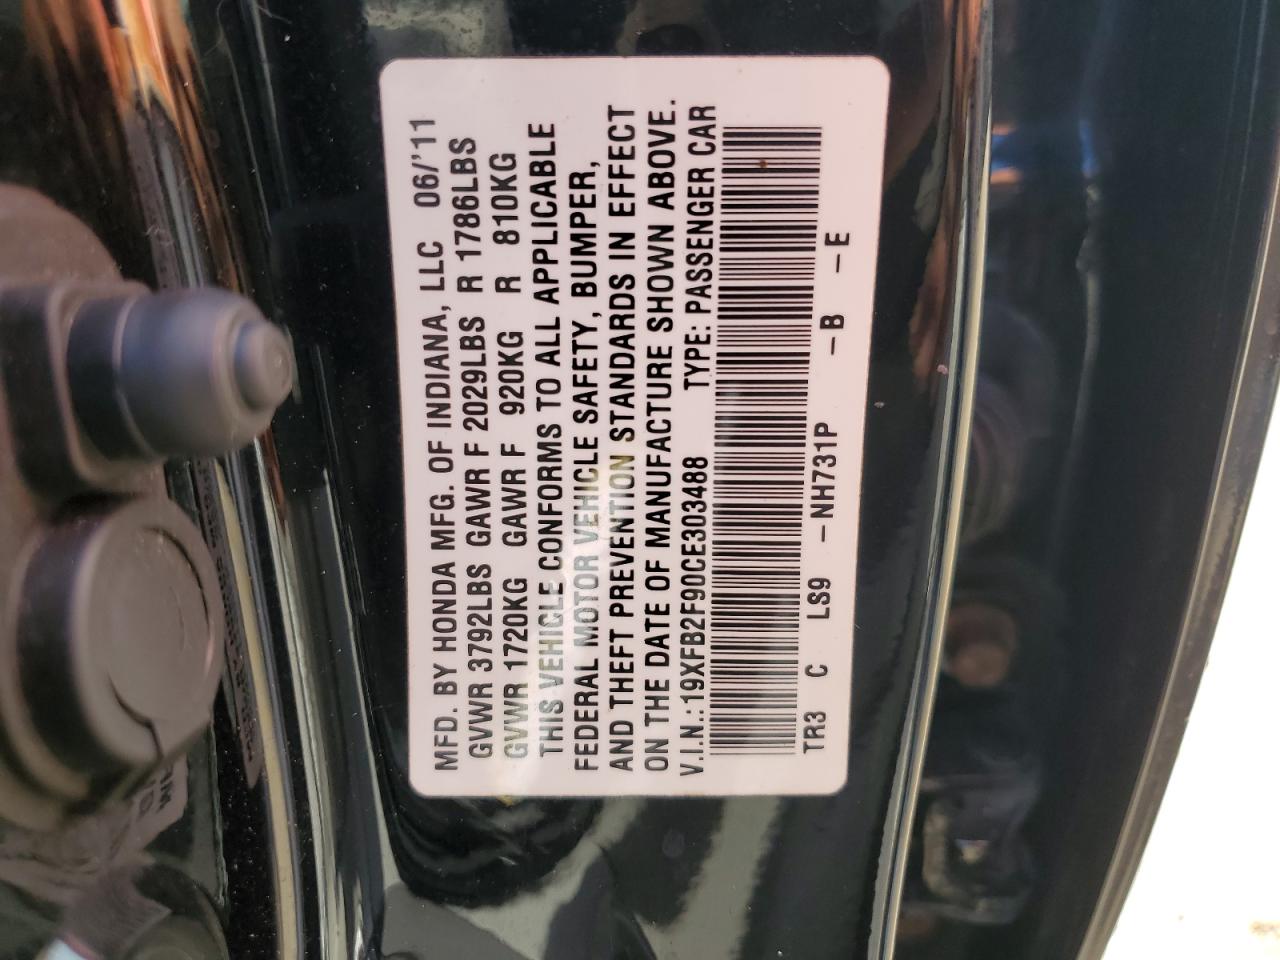 MFD. BY HONDA MFG. OF INDIANA, LLC 06/'11
GVWR 3792LBS GAWR F 2029LBS R 1786LBS
GVWR 1720KG GAWR F 920KG R 810KG
THIS VEHICLE CONFORMS TO ALL APPLICABLE
FEDERAL MOTOR VEHICLE SAFETY, BUMPER,
AND THEFT PREVENTION STANDARDS IN EFFECT
ON THE DATE OF MANUFACTURE SHOWN ABOVE.
V.I.N.:19XFB2F90CE303488 TYPE: PASSENGER CAR
TR3 C LS9 -NH731P -B -E